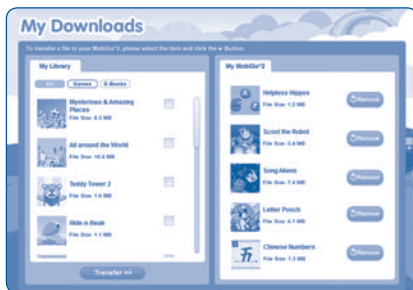 My Downloads
To transfer a file to your MobiGo®2, please select the item and click the ► Button.
My Library
All
Games
E-Books
Mysterious & Amazing
Places
File Size: 8.3 MB
All around the World
File Size: 10.4 MB
Teddy Tower 2
File Size: 1.6 MB
Hide-n-Beak
File Size: 1.1 MB
Transfer >>
My MobiGo®2
Helpless Hippos
File Size: 1.2 MB
Remove
Scoot the Robot
File Size: 3.4 MB
Remove
Song Aliens
File Size: 7.4 MB
Remove
Letter Pooch
File Size: 4.1 MB
Remove
Chinese Numbers
File Size: 1.3 MB
Remove